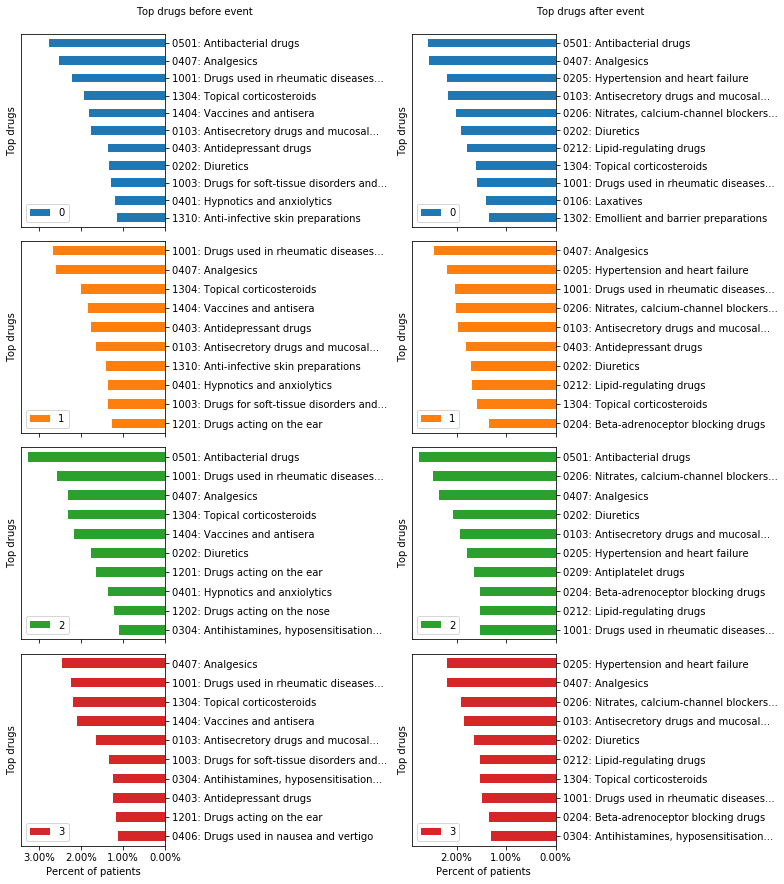 Top drugs before event
0501: Antibacterial drugs
0407: Analgesics
1001: Drugs used in rheumatic diseases...
1304: Topical corticosteroids
1404: Vaccines and antisera
0103: Antisecretory drugs and mucosal...
0403: Antidepressant drugs
0202: Diuretics
1003: Drugs for soft-tissue disorders and...
0401: Hypnotics and anxiolytics
1310: Anti-infective skin preparations
Top drugs
0
1001: Drugs used in rheumatic diseases...
0407: Analgesics
1304: Topical corticosteroids
1404: Vaccines and antisera
0403: Antidepressant drugs
0103: Antisecretory drugs and mucosal...
1310: Anti-infective skin preparations
0401: Hypnotics and anxiolytics
1003: Drugs for soft-tissue disorders and...
1201: Drugs acting on the ear
Top drugs
1
0501: Antibacterial drugs
1001: Drugs used in rheumatic diseases...
0407: Analgesics
1304: Topical corticosteroids
1404: Vaccines and antisera
0202: Diuretics
1201: Drugs acting on the ear
0401: Hypnotics and anxiolytics
1202: Drugs acting on the nose
0304: Antihistamines, hyposensitisation...
Top drugs
2
0407: Analgesics
1001: Drugs used in rheumatic diseases...
1304: Topical corticosteroids
1404: Vaccines and antisera
0103: Antisecretory drugs and mucosal...
1003: Drugs for soft-tissue disorders and...
0304: Antihistamines, hyposensitisation...
0403: Antidepressant drugs
1201: Drugs acting on the ear
0406: Drugs used in nausea and vertigo
Top drugs
3
3.00% 2.00% 1.00% 0.00%
Percent of patients
Top drugs after event
0501: Antibacterial drugs
0407: Analgesics
0205: Hypertension and heart failure
0103: Antisecretory drugs and mucosal...
0206: Nitrates, calcium-channel blockers...
0202: Diuretics
0212: Lipid-regulating drugs
1304: Topical corticosteroids
1001: Drugs used in rheumatic diseases...
0106: Laxatives
1302: Emollient and barrier preparations
Top drugs
0
0407: Analgesics
0205: Hypertension and heart failure
1001: Drugs used in rheumatic diseases...
0206: Nitrates, calcium-channel blockers...
0103: Antisecretory drugs and mucosal...
0403: Antidepressant drugs
0202: Diuretics
0212: Lipid-regulating drugs
1304: Topical corticosteroids
0204: Beta-adrenoceptor blocking drugs
Top drugs
1
0501: Antibacterial drugs
0206: Nitrates, calcium-channel blockers...
0407: Analgesics
0202: Diuretics
0103: Antisecretory drugs and mucosal...
0205: Hypertension and heart failure
0209: Antiplatelet drugs
0204: Beta-adrenoceptor blocking drugs
0212: Lipid-regulating drugs
1001: Drugs used in rheumatic diseases...
Top drugs
2
0205: Hypertension and heart failure
0407: Analgesics
0206: Nitrates, calcium-channel blockers...
0103: Antisecretory drugs and mucosal...
0202: Diuretics
0212: Lipid-regulating drugs
1304: Topical corticosteroids
1001: Drugs used in rheumatic diseases...
0204: Beta-adrenoceptor blocking drugs
0304: Antihistamines, hyposensitisation...
Top drugs
3
2.00% 1.00% 0.00%
Percent of patients